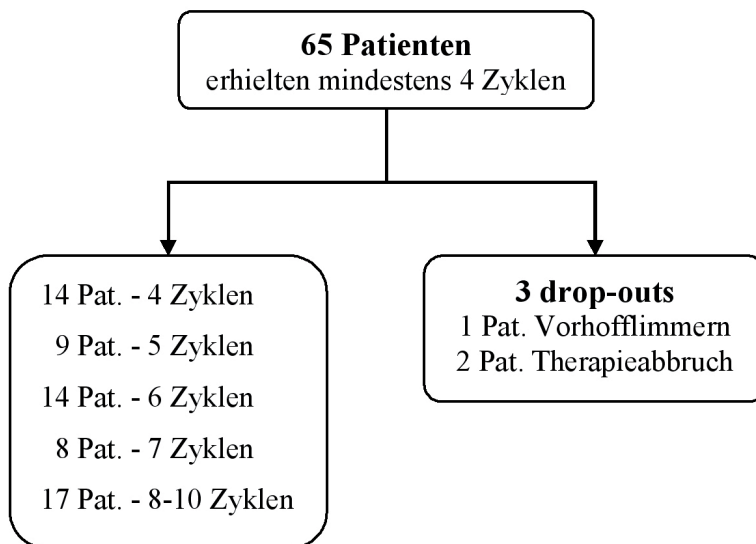 65 Patienten
erhielten mindestens 4 Zyklen
14 Pat. - 4 Zyklen
9 Pat. - 5 Zyklen
14 Pat. - 6 Zyklen
8 Pat. - 7 Zyklen
17 Pat. - 8-10 Zyklen
3 drop-outs
1 Pat. Vorhofflimmern
2 Pat. Therapieabbruch